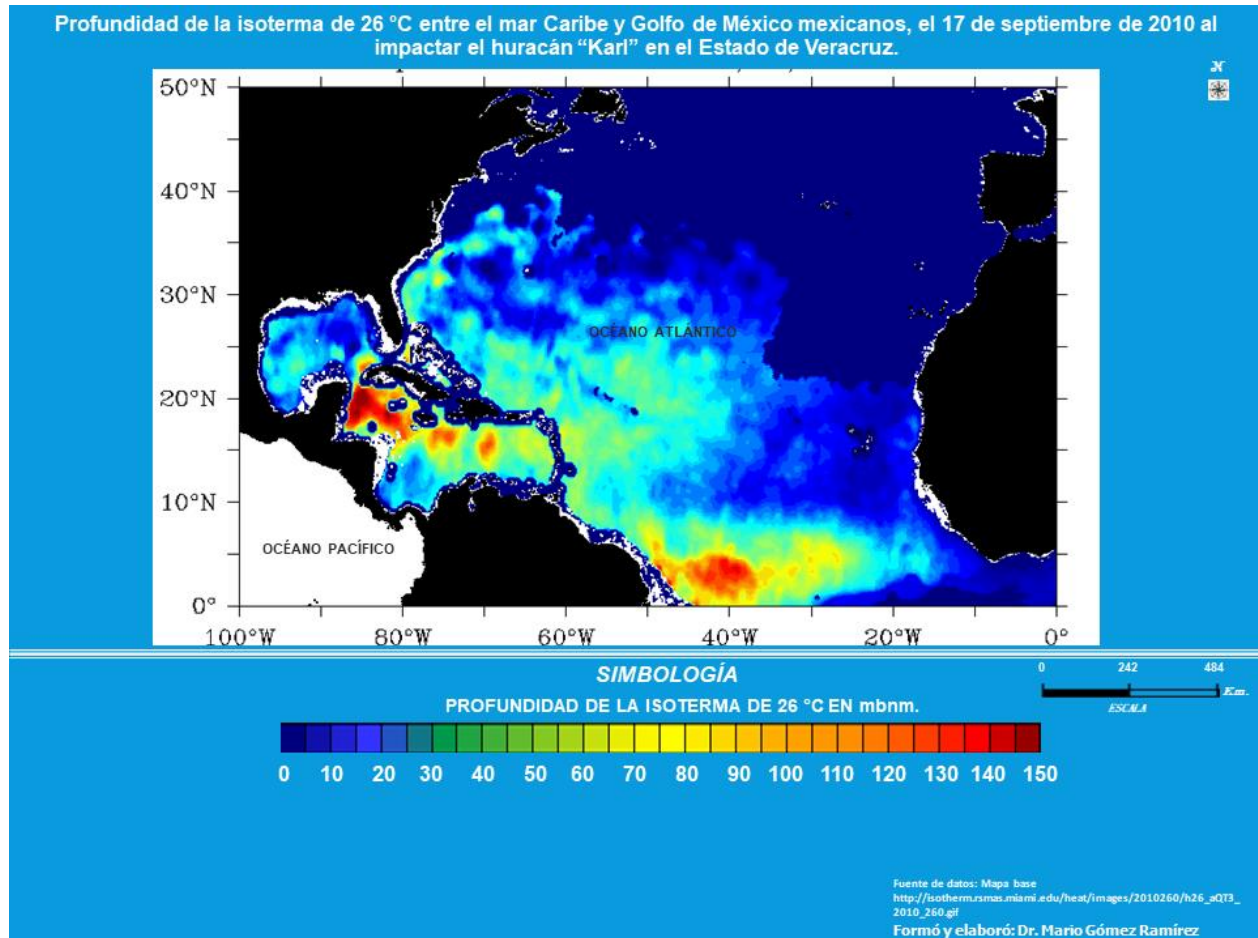 Profundidad de la isoterma de 26 °C entre el mar Caribe y Golfo de México mexicanos, el 17 de septiembre de 2010 al
impactar el huracán “Karl” en el Estado de Veracruz.
N
50°N
40°N
30°N
OCÉANO ATLÁNTICO
20°N
10°N
OCÉANO PACÍFICO
0°
100°W 80°W 60°W 40°W 20°W 0°
SIMBOLOGÍA
0 242 484
Km.
ESCALA
PROFUNDIDAD DE LA ISOTERMA DE 26 °C EN mbnm.
0 10 20 30 40 50 60 70 80 90 100 110 120 130 140 150
Fuente de datos: Mapa base
http://isotherm.rsmas.miami.edu/heat/images/2010260/h26_aQT3_
2010_260.gif
Formó y elaboró: Dr. Mario Gómez Ramírez